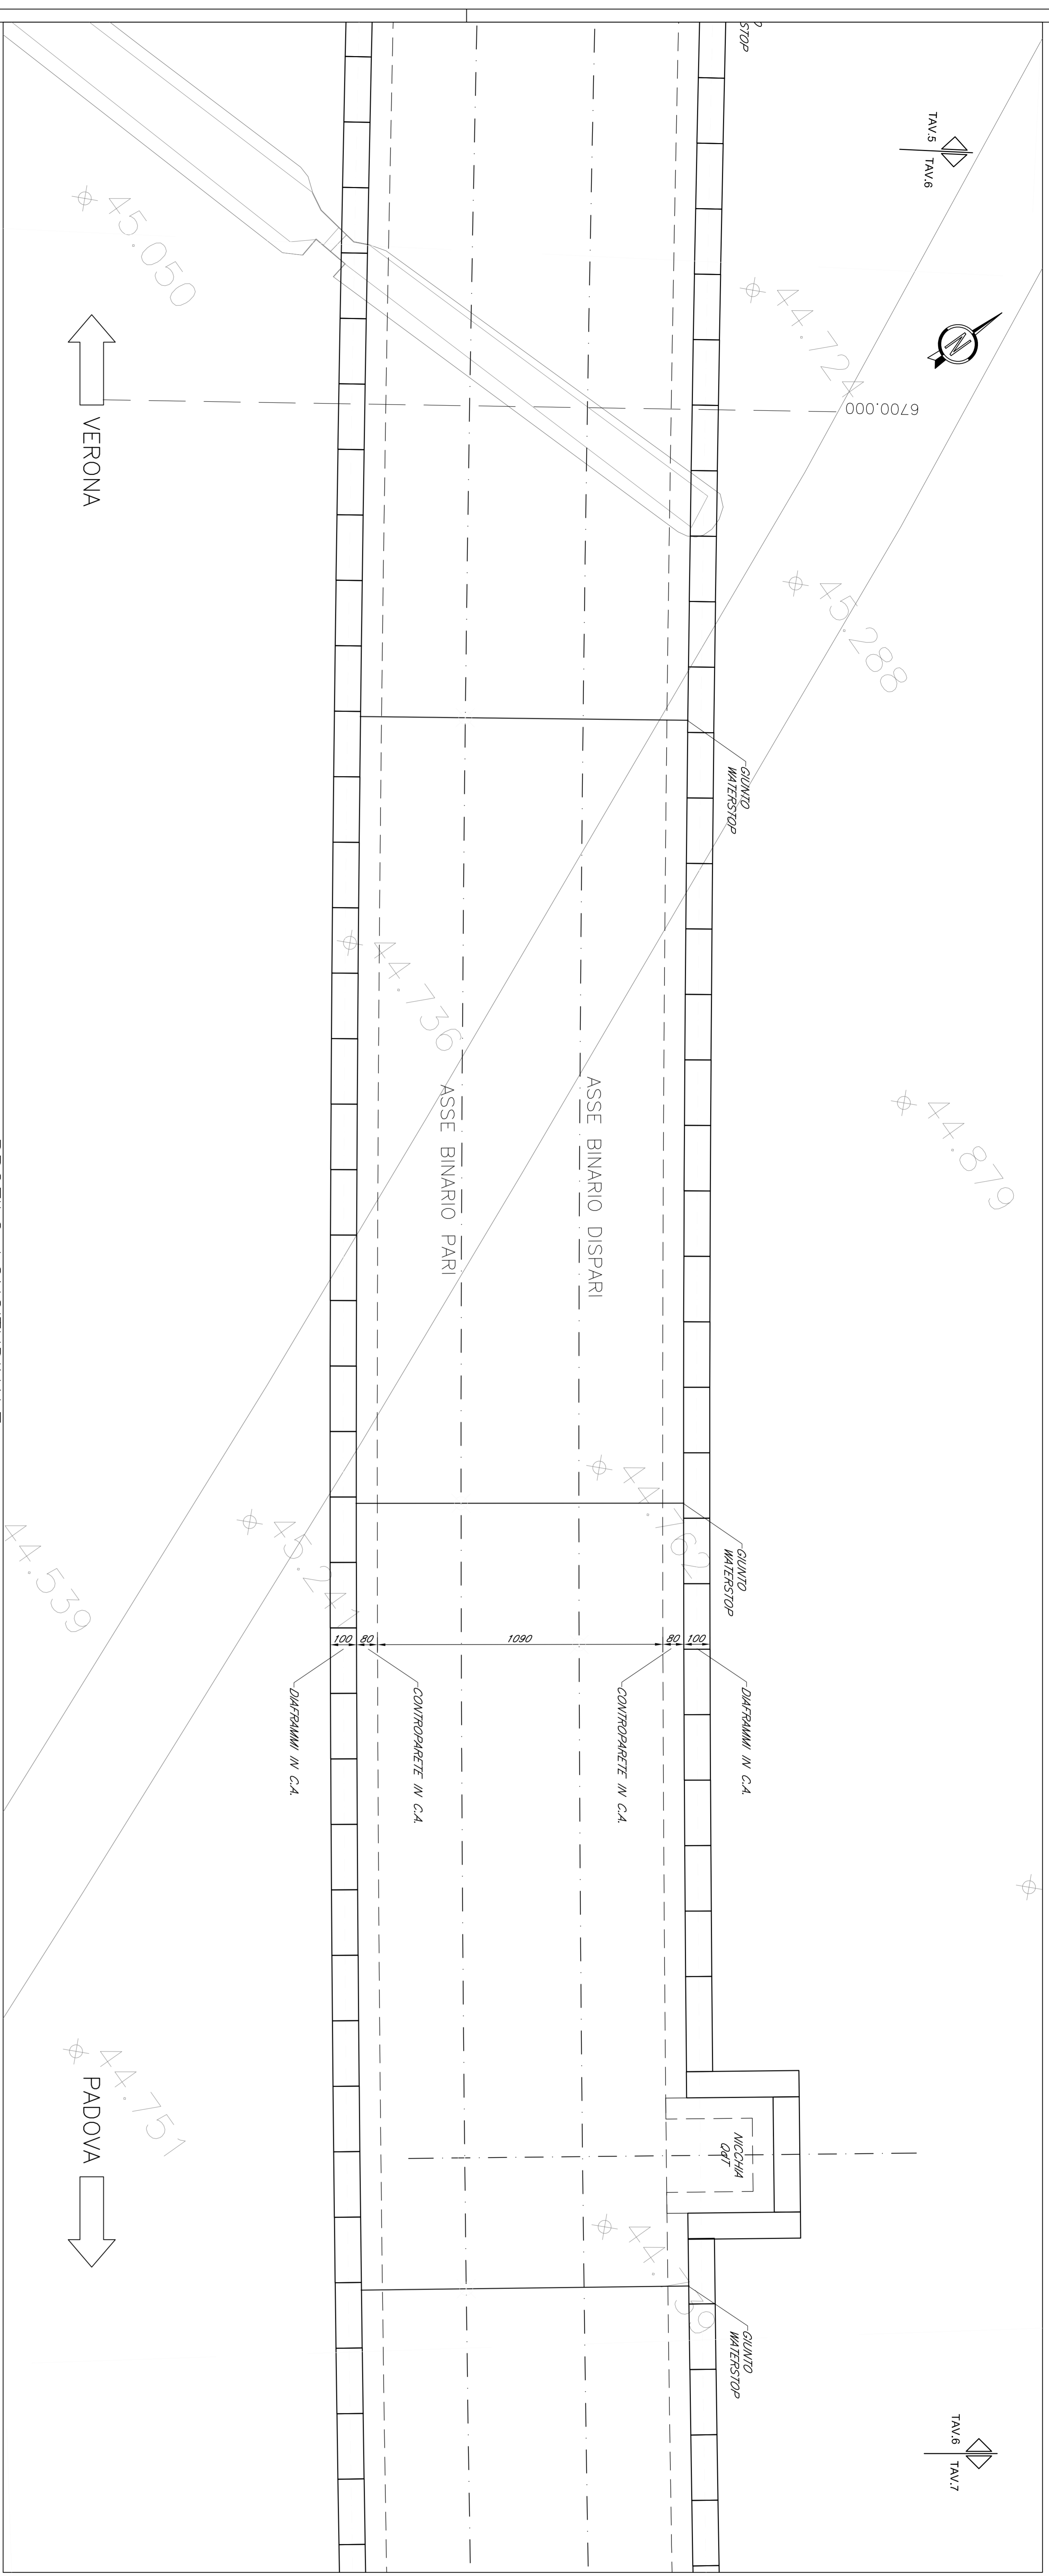 STOP
TAV.5
TAV.6
N
45.050
44.724
6700.000
VERONA
45.288
GIUNTO
WATERSTOP
44.736
ASSE BINARIO DISPARI
ASSE BINARIO PARI
44.879
44.762
GIUNTO
WATERSTOP
44.539
45.241
100
80
1090
80
100
DIAFRAMMI IN C.A.
CONTROPARETE IN C.A.
CONTROPARETE IN C.A.
DIAFRAMMI IN C.A.
44.751
PADOVA
NICCHIA
44.739
GIUNTO
WATERSTOP
TAV.6
TAV.7